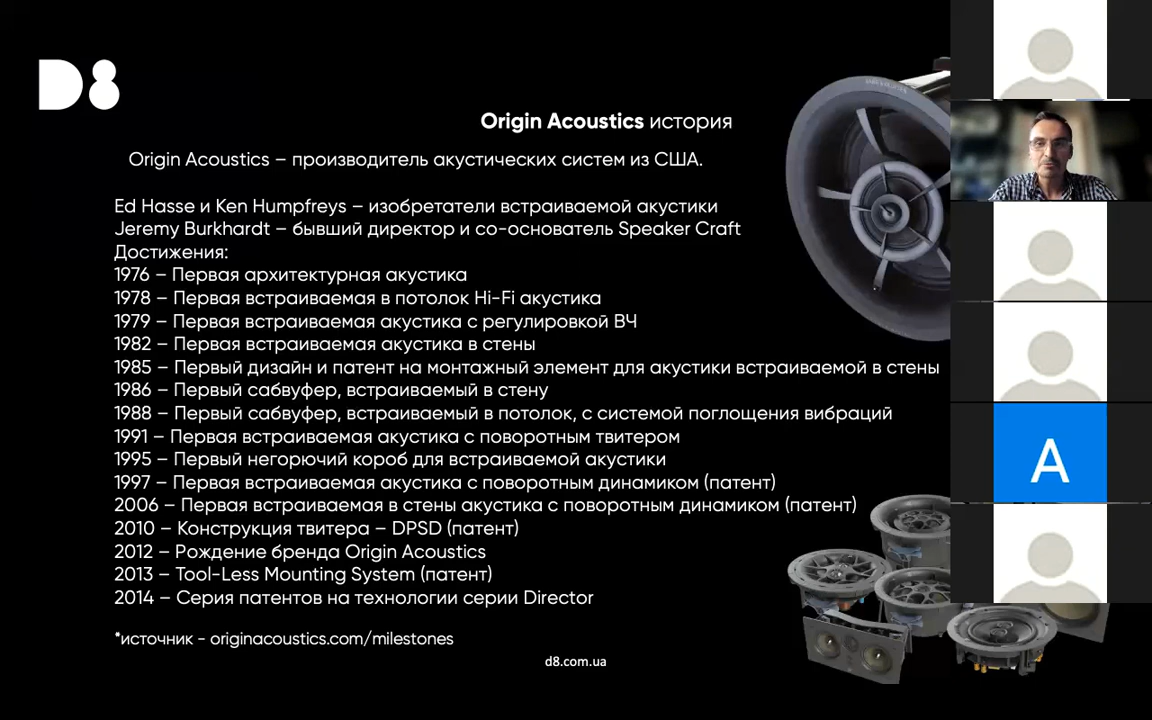 D8
Origin Acoustics история
Origin Acoustics – производитель акустических систем из США.
Ed Hasse и Ken Humpfreys – изобретатели встраиваемой акустики
Jeremy Burkhardt – бывший директор и со-основатель Speaker Craft
Достижения:
1976 – Первая архитектурная акустика
1978 – Первая встраиваемая в потолок Hi-Fi акустика
1979 – Первая встраиваемая акустика с регулировкой ВЧ
1982 – Первая встраиваемая акустика в стены
1985 – Первый дизайн и патент на монтажный элемент для акустики встраиваемой в стены
1986 – Первый сабвуфер, встраиваемый в стену
1988 – Первый сабвуфер, встраиваемый в потолок, с системой поглощения вибраций
1991 – Первая встраиваемая акустика с поворотным твитером
1995 – Первый негорючий короб для встраиваемой акустики
1997 – Первая встраиваемая акустика с поворотным динамиком (патент)
2006 – Первая встраиваемая в стены акустика с поворотным динамиком (патент)
2010 – Конструкция твитера – DPSD (патент)
2012 – Рождение бренда Origin Acoustics
2013 – Tool-Less Mounting System (патент)
2014 – Серия патентов на технологии серии Director
*источник - originacoustics.com/milestones
d8.com.ua
A